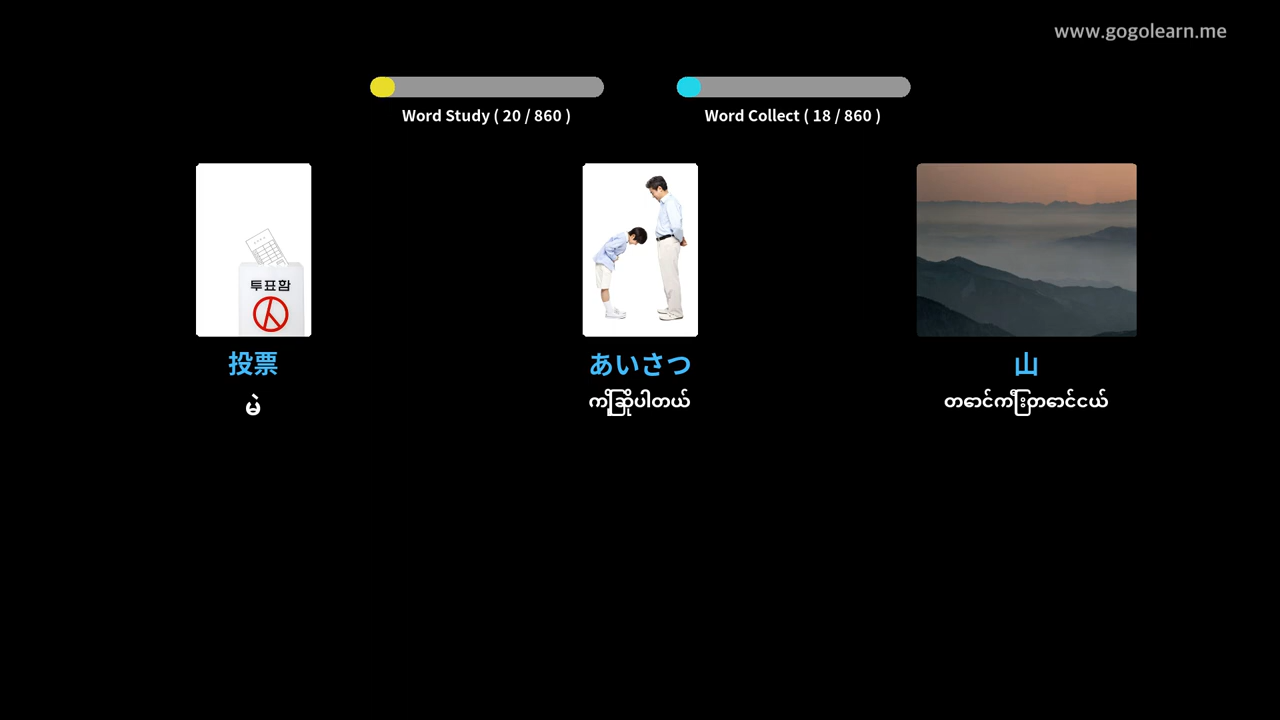 www.gogolearn.me
Word Study ( 20 / 860 )
Word Collect ( 18 / 860 )
투표함
投票
あいさつ
山
မဲ
ကြိုဆိုပါတယ်
တောင်ကြီးတောင်ငယ်